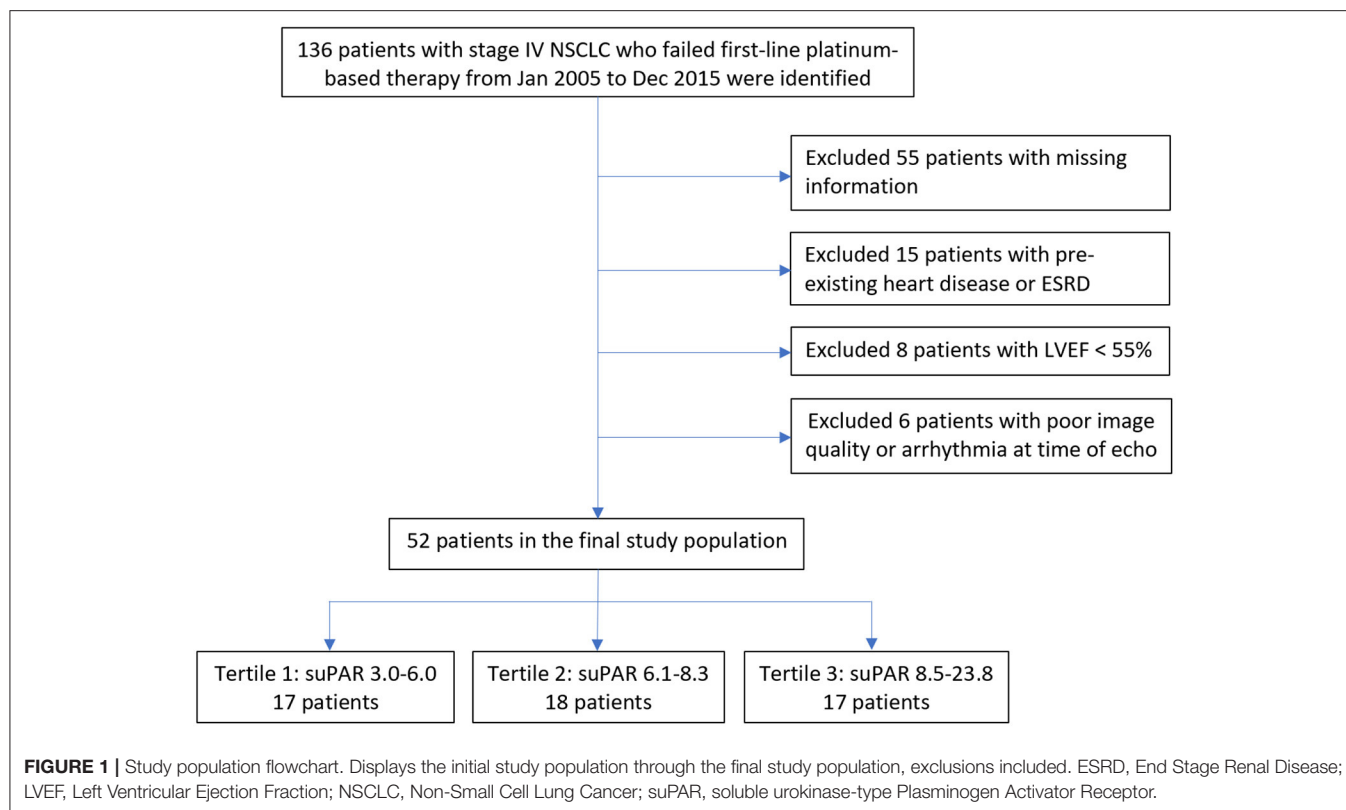 136 patients with stage IV NSCLC who failed first-line platinum-
based therapy from Jan 2005 to Dec 2015 were identified
Excluded 55 patients with missing
information
Excluded 15 patients with pre-
existing heart disease or ESRD
Excluded 8 patients with LVEF < 55%
Excluded 6 patients with poor image
quality or arrhythmia at time of echo
52 patients in the final study population
Tertile 1: suPAR 3.0-6.0
17 patients
Tertile 2: suPAR 6.1-8.3
18 patients
Tertile 3: suPAR 8.5-23.8
17 patients
FIGURE 1 | Study population flowchart. Displays the initial study population through the final study population, exclusions included. ESRD, End Stage Renal Disease;
LVEF, Left Ventricular Ejection Fraction; NSCLC, Non-Small Cell Lung Cancer; suPAR, soluble urokinase-type Plasminogen Activator Receptor.